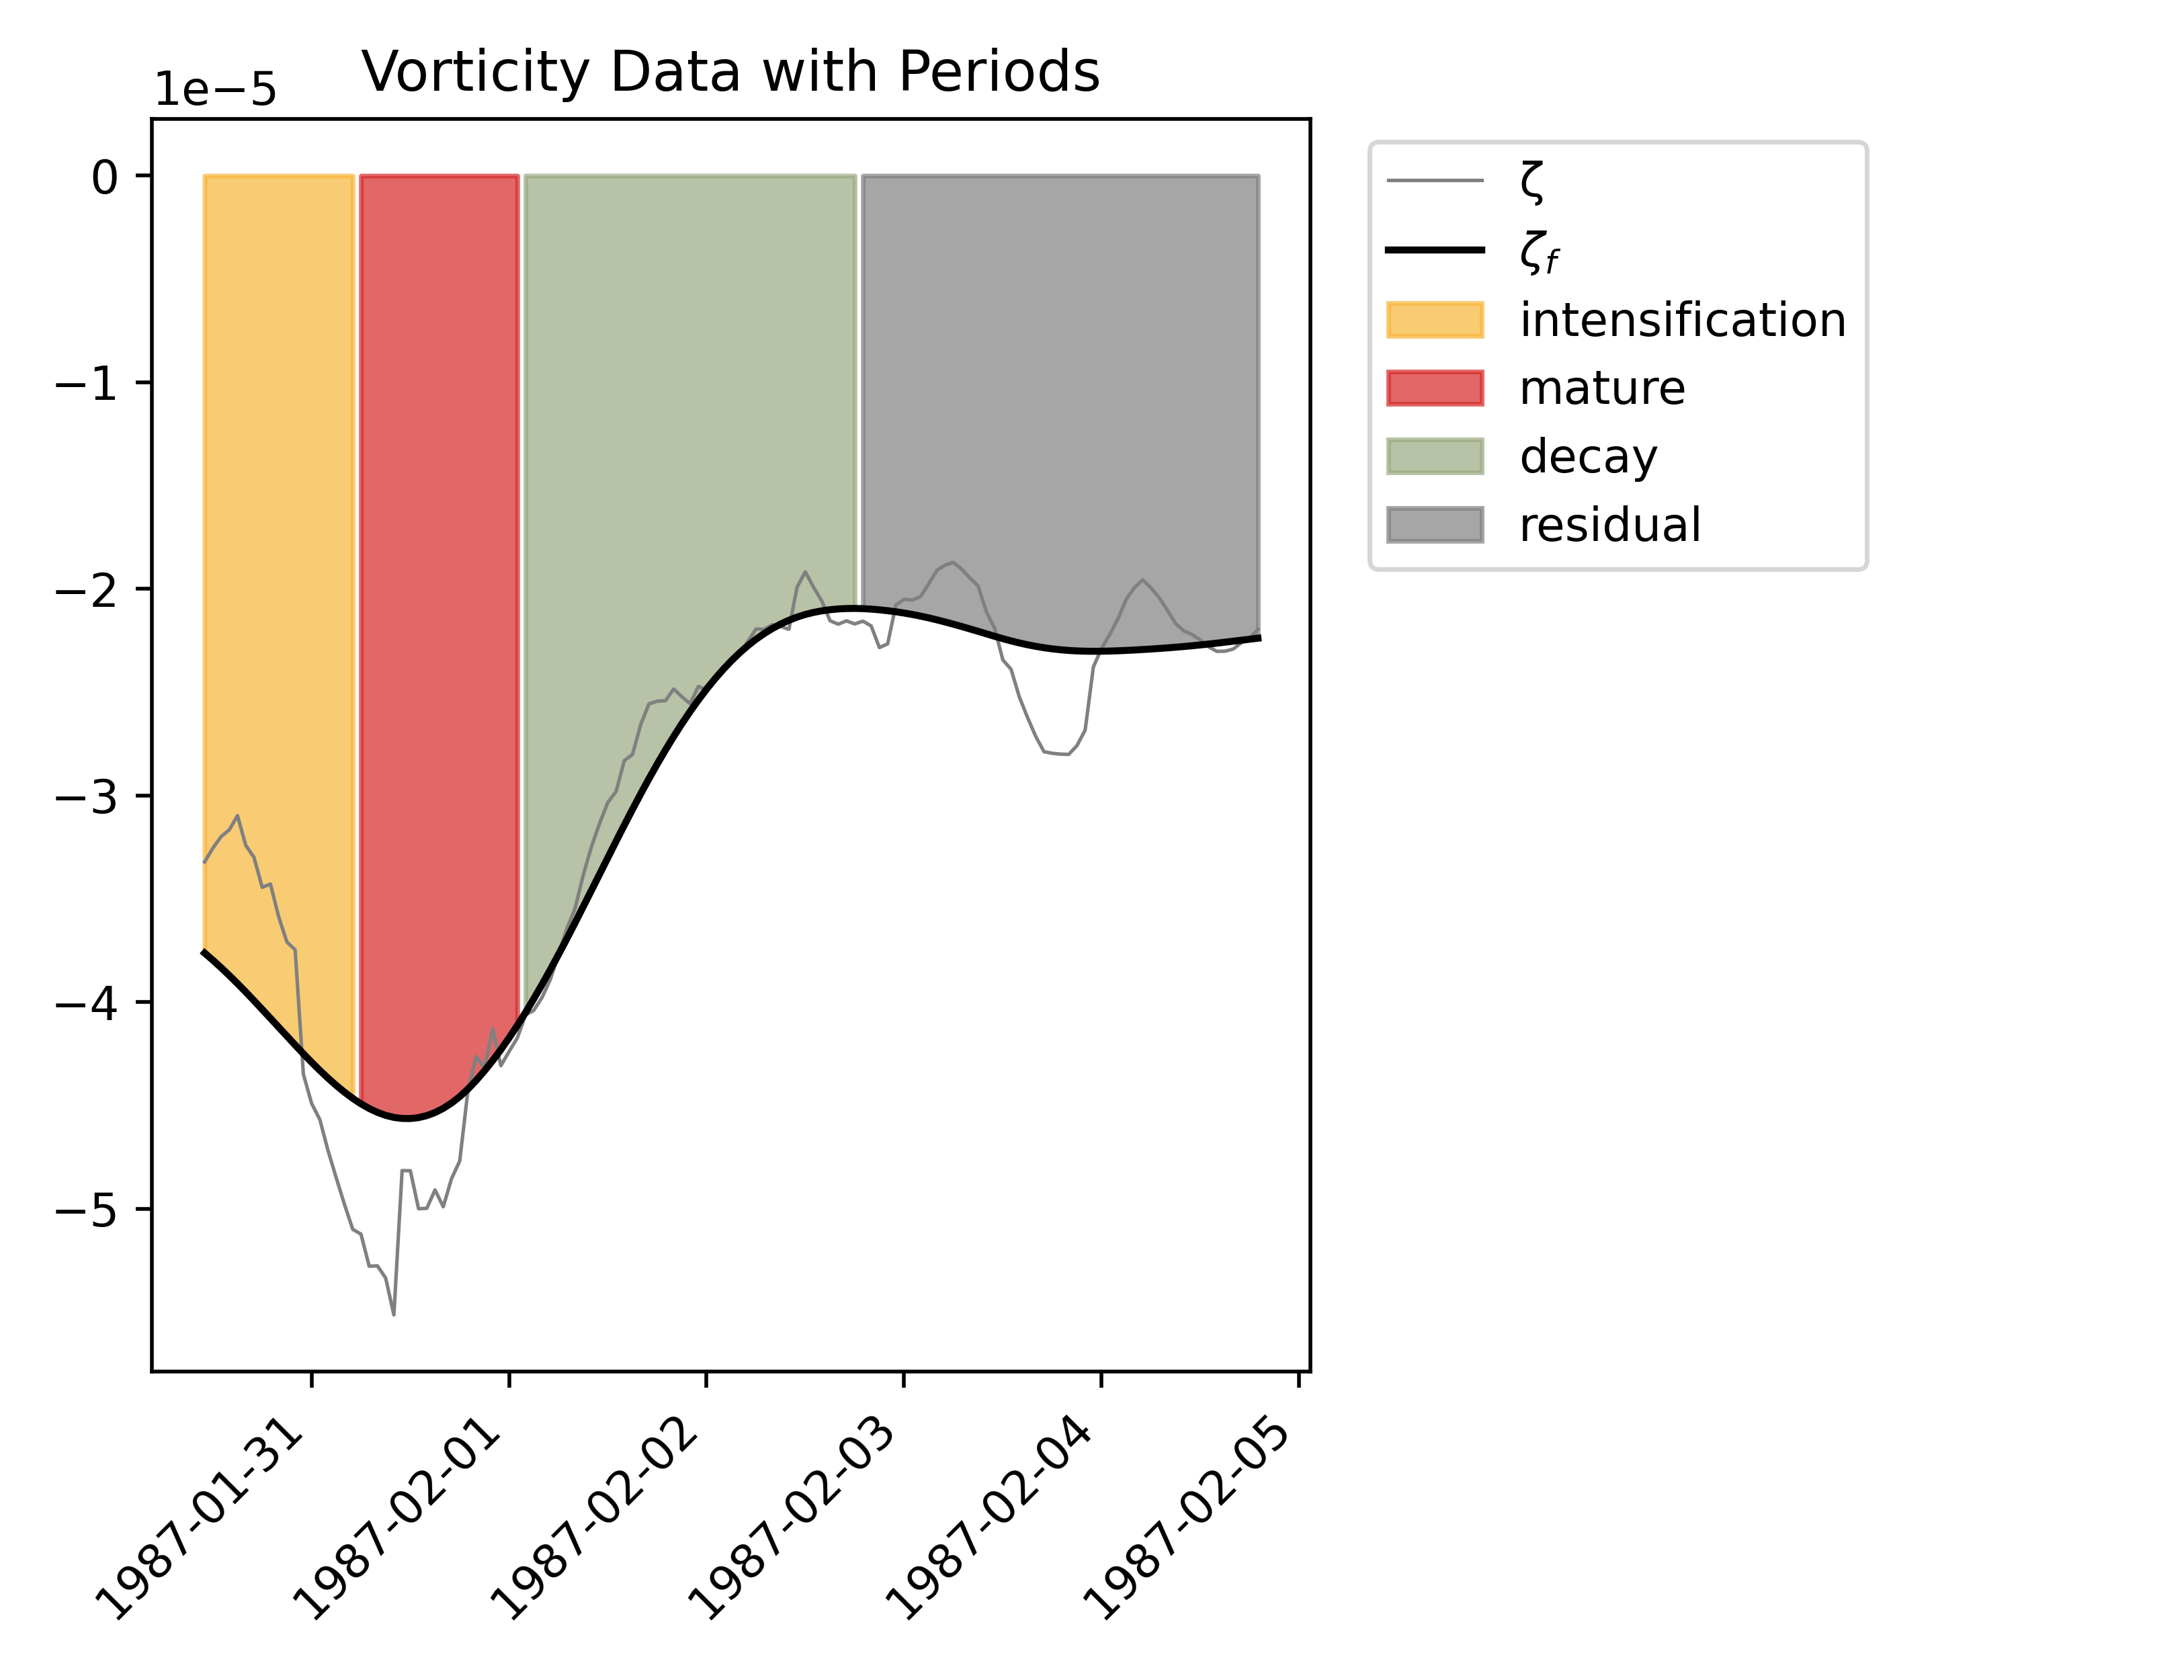 Vorticity Data with Periods
1e−5
0
−1
−2
−3
−4
−5
1987-01-31
1987-02-01
1987-02-02
1987-02-03
1987-02-04
1987-02-05
ζ
ζf
intensification
mature
decay
residual